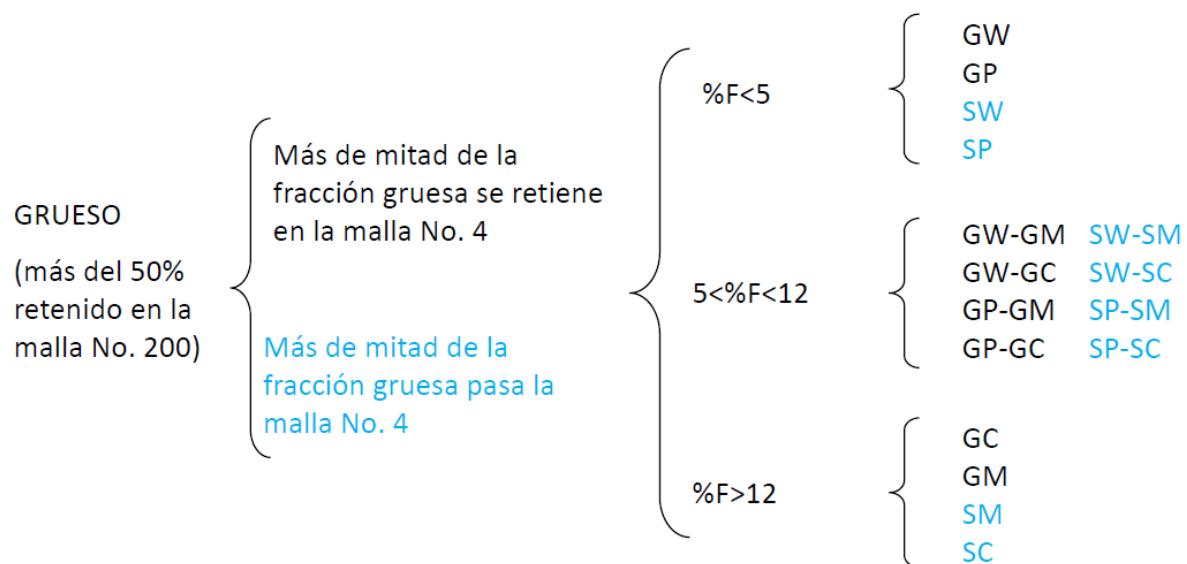 GRUESO
(más del 50%
retenido en la
malla No. 200)
Más de mitad de la
fracción gruesa se retiene
en la malla No. 4
Más de mitad de la
fracción gruesa pasa la
malla No. 4
%F<5
GW
GP
SW
SP
5<%F<12
GW-GM SW-SM
GW-GC SW-SC
GP-GM SP-SM
GP-GC SP-SC
%F>12
GC
GM
SM
SC